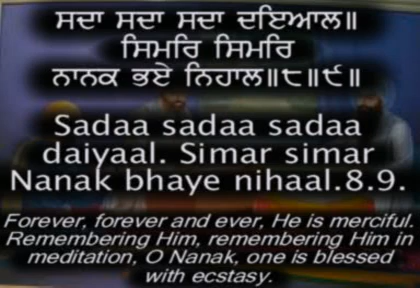 ਸਦਾ ਸਦਾ ਸਦਾ ਦਇਆਲ॥
ਸਿਮਰਿ ਸਿਮਰਿ
ਨਾਨਕ ਭਏ ਨਿਹਾਲ॥੮॥੯॥
Sadaa sadaa sadaa
daiyaal. Simar simar
Nanak bhaye nihaal.8.9.
Forever, forever and ever, He is merciful.
Remembering Him, remembering Him in
meditation, O Nanak, one is blessed
with ecstasy.